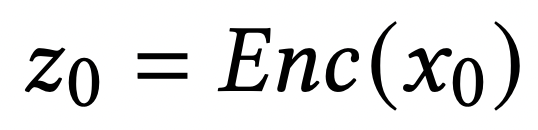 z₀ = Enc(x₀)